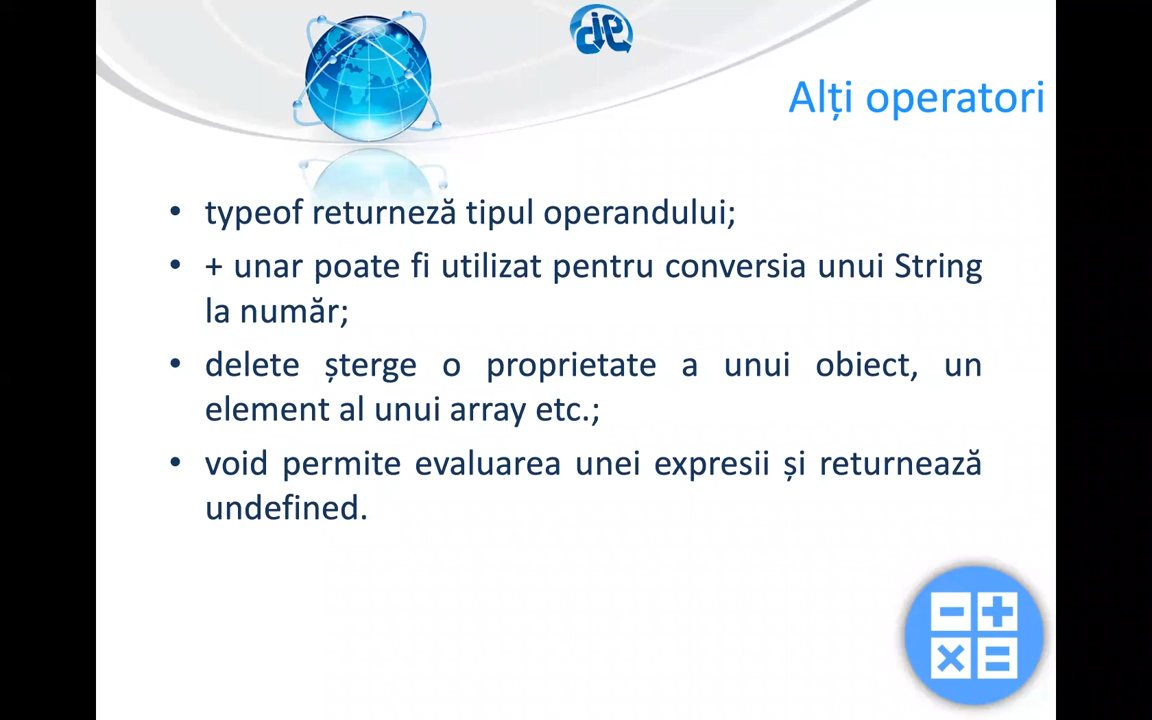 Alți operatori
• typeof returneză tipul operandului;
• + unar poate fi utilizat pentru conversia unui String
la număr;
• delete șterge o proprietate a unui obiect, un
element al unui array etc.;
• void permite evaluarea unei expresii și returnează
undefined.